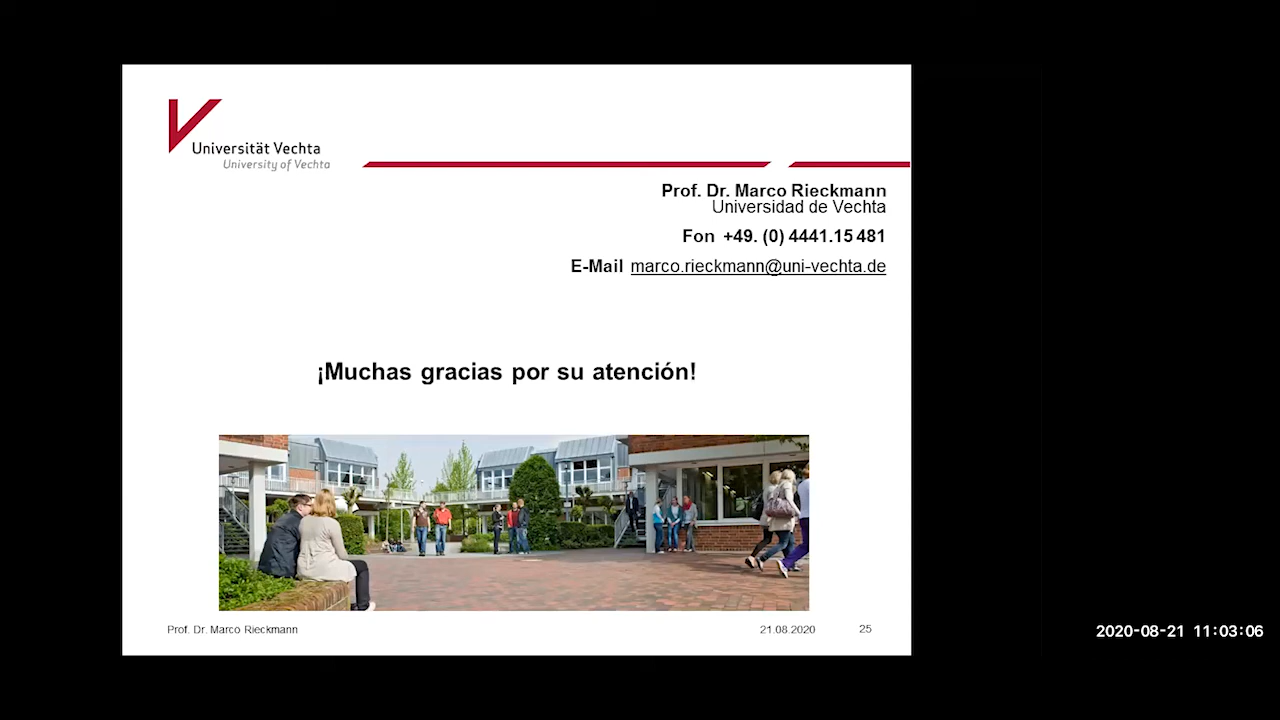 Universität Vechta
University of Vechta
Prof. Dr. Marco Rieckmann
Universidad de Vechta
Fon +49. (0) 4441.15 481
E-Mail marco.rieckmann@uni-vechta.de
¡Muchas gracias por su atención!
Prof. Dr. Marco Rieckmann
21.08.2020
25
2020-08-21 11:03:06